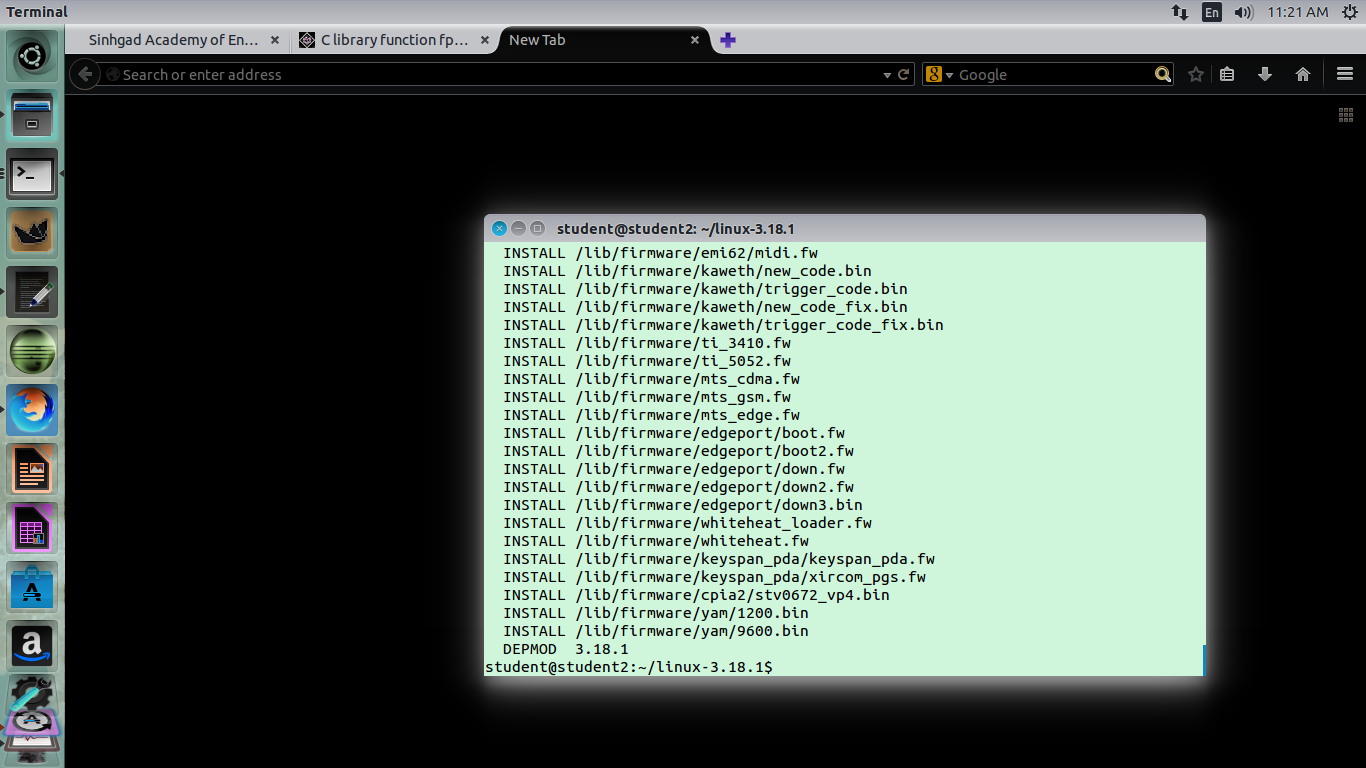 Terminal
En
11:21 AM
Sinhgad Academy of En...
C library function fp...
New Tab
Search or enter address
8
Google
student@student2: ~/linux-3.18.1
INSTALL /lib/firmware/emi62/midi.fw
INSTALL /lib/firmware/kaweth/new_code.bin
INSTALL /lib/firmware/kaweth/trigger_code.bin
INSTALL /lib/firmware/kaweth/new_code_fix.bin
INSTALL /lib/firmware/kaweth/trigger_code_fix.bin
INSTALL /lib/firmware/ti_3410.fw
INSTALL /lib/firmware/ti_5052.fw
INSTALL /lib/firmware/mts_cdma.fw
INSTALL /lib/firmware/mts_gsm.fw
INSTALL /lib/firmware/mts_edge.fw
INSTALL /lib/firmware/edgeport/boot.fw
INSTALL /lib/firmware/edgeport/boot2.fw
INSTALL /lib/firmware/edgeport/down.fw
INSTALL /lib/firmware/edgeport/down2.fw
INSTALL /lib/firmware/edgeport/down3.bin
INSTALL /lib/firmware/whiteheat_loader.fw
INSTALL /lib/firmware/whiteheat.fw
INSTALL /lib/firmware/keyspan_pda/keyspan_pda.fw
INSTALL /lib/firmware/keyspan_pda/xircom_pgs.fw
INSTALL /lib/firmware/cpia2/stv0672_vp4.bin
INSTALL /lib/firmware/yam/1200.bin
INSTALL /lib/firmware/yam/9600.bin
DEPMOD  3.18.1
student@student2:~/linux-3.18.1$